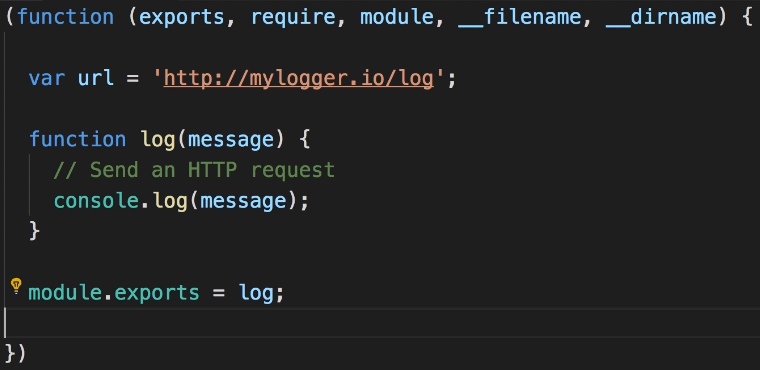 (function (exports, require, module, __filename, __dirname) {
var url = 'http://mylogger.io/log';
function log(message) {
// Send an HTTP request
console.log(message);
}
module.exports = log;
})